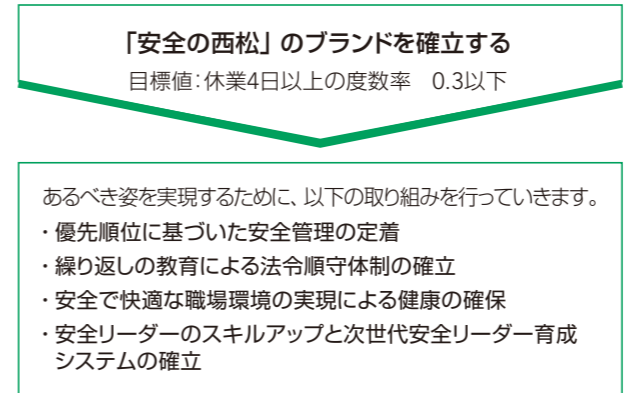 「安全の西松」のブランドを確立する
目標値：休業4日以上の度数率　0.3以下
あるべき姿を実現するために、以下の取り組みを行っていきます。
・優先順位に基づいた安全管理の定着
・繰り返しの教育による法令順守体制の確立
・安全で快適な職場環境の実現による健康の確保
・安全リーダーのスキルアップと次世代安全リーダー育成
システムの確立